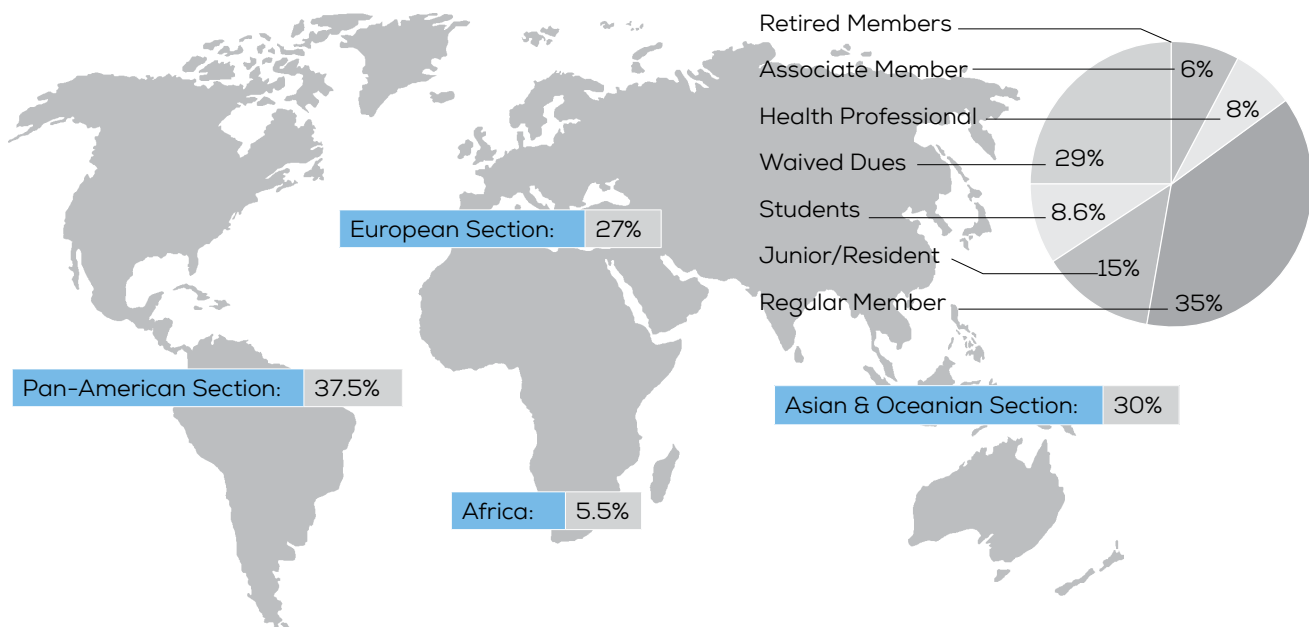 Retired Members
Associate Member
6%
Health Professional
8%
Waived Dues
29%
Students
8.6%
Junior/Resident
15%
Regular Member
35%
European Section: 27%
Pan-American Section: 37.5%
Asian & Oceanian Section: 30%
Africa: 5.5%